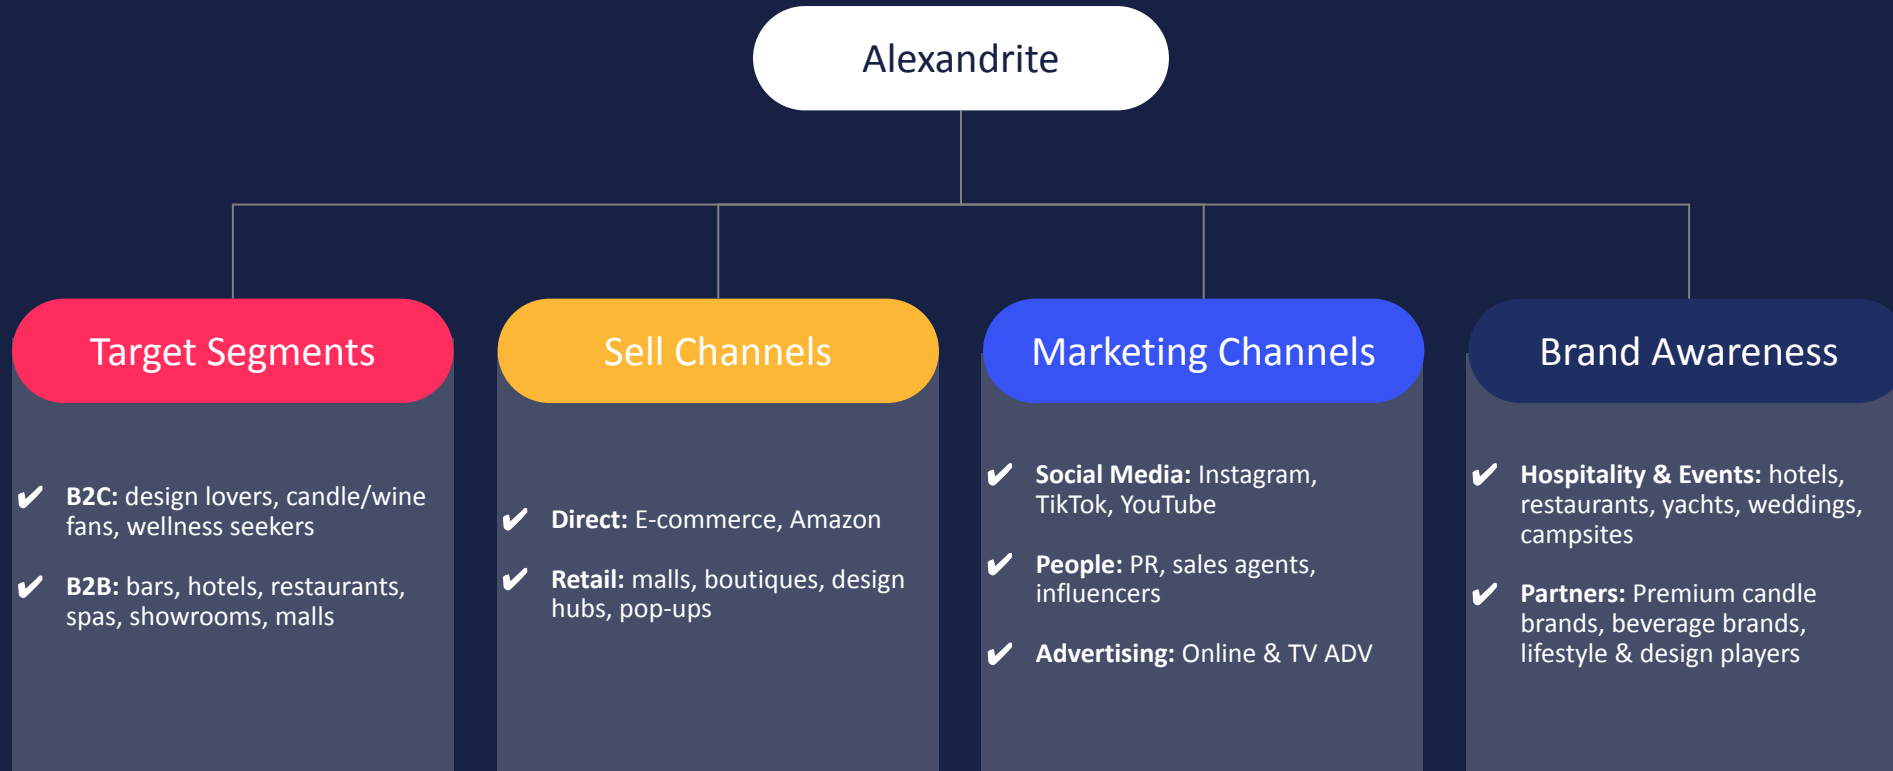 Alexandrite
Target Segments
✔ B2C: design lovers, candle/wine
fans, wellness seekers
✔ B2B: bars, hotels, restaurants,
spas, showrooms, malls
Sell Channels
✔ Direct: E-commerce, Amazon
✔ Retail: malls, boutiques, design
hubs, pop-ups
Marketing Channels
✔ Social Media: Instagram,
TikTok, YouTube
✔ People: PR, sales agents,
influencers
✔ Advertising: Online & TV ADV
Brand Awareness
✔ Hospitality & Events: hotels,
restaurants, yachts, weddings,
campsites
✔ Partners: Premium candle
brands, beverage brands,
lifestyle & design players